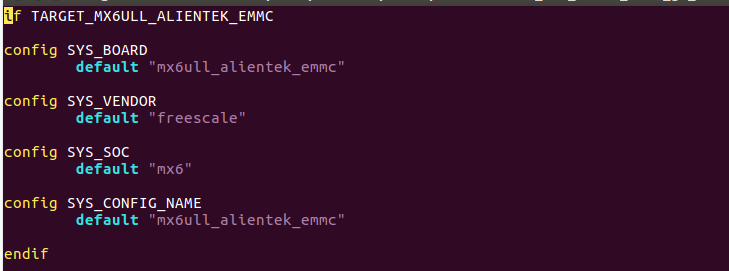 if TARGET_MX6ULL_ALIENTEK_EMMC
config SYS_BOARD
default "mx6ull_alientek_emmc"
config SYS_VENDOR
default "freescale"
config SYS_SOC
default "mx6"
config SYS_CONFIG_NAME
default "mx6ull_alientek_emmc"
endif